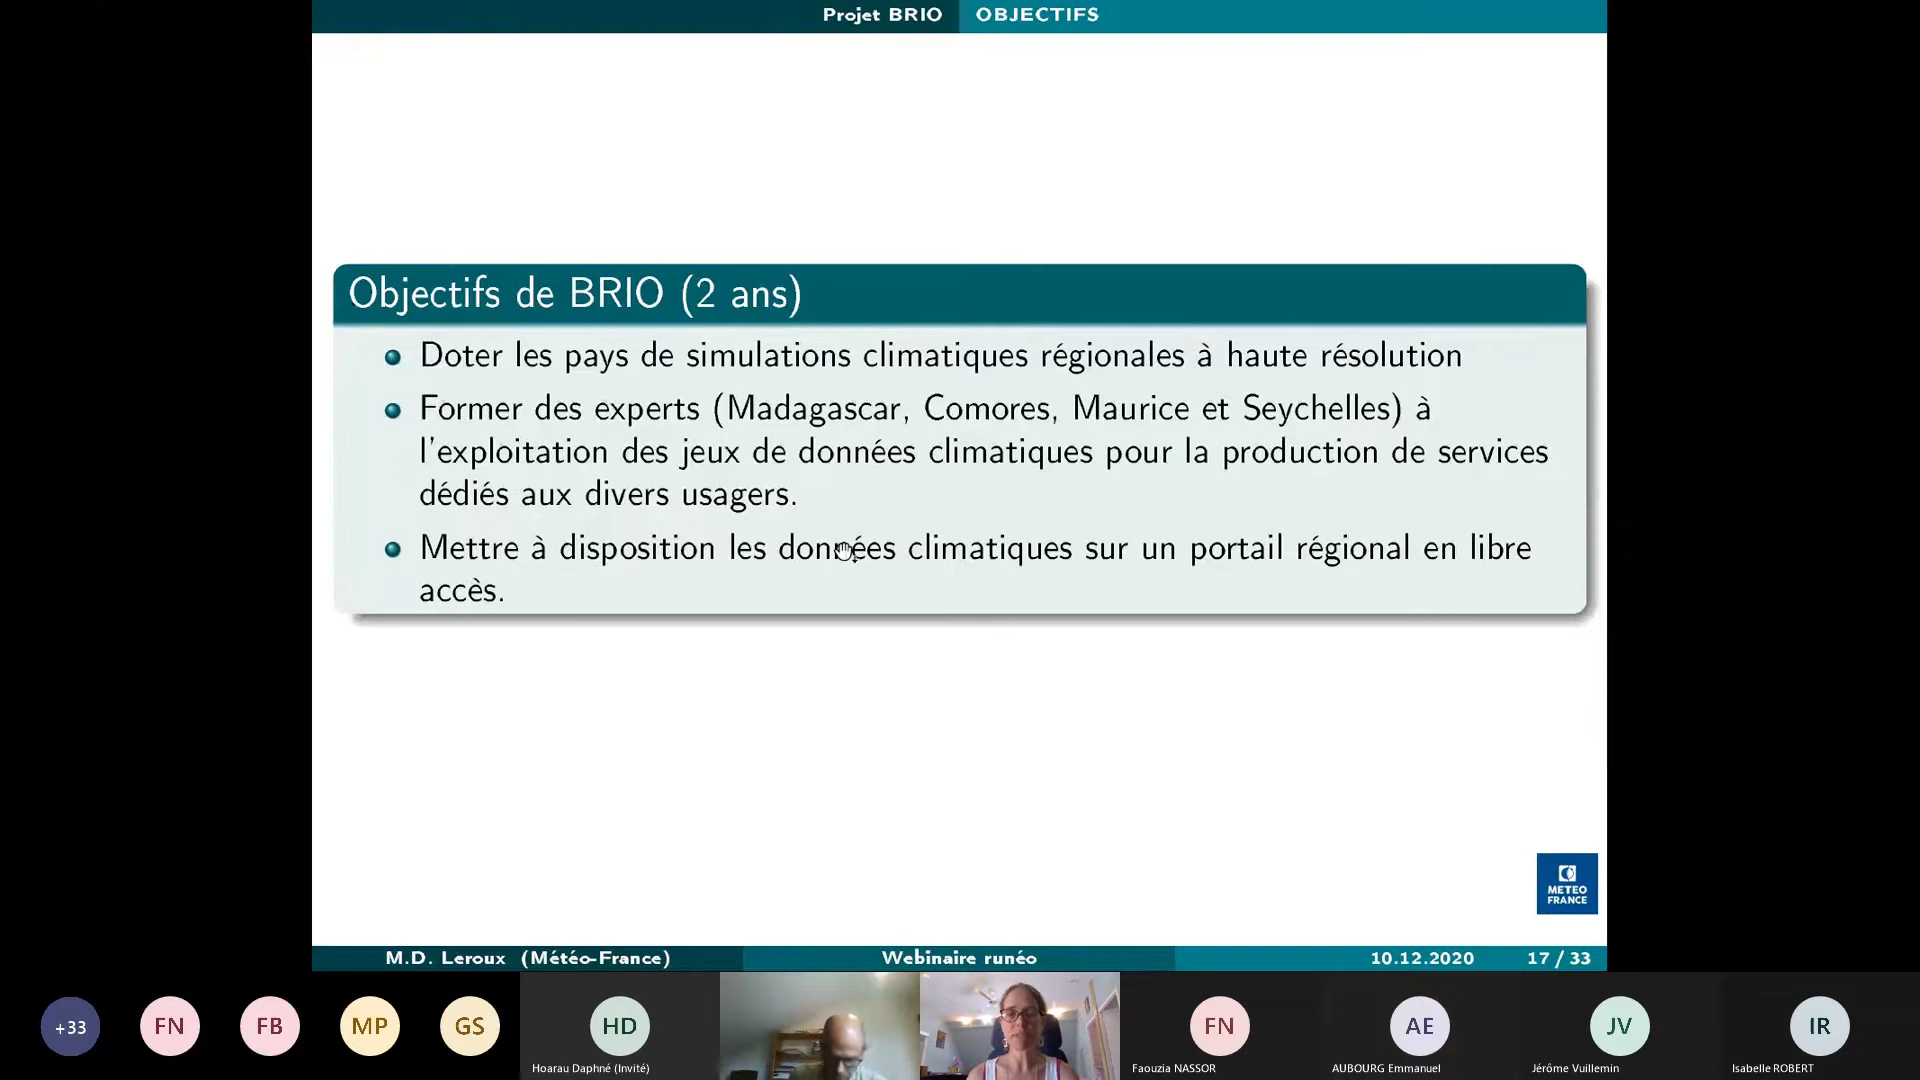 Projet BRIO OBJECTIFS
Objectifs de BRIO (2 ans)
Doter les pays de simulations climatiques régionales à haute résolution
Former des experts (Madagascar, Comores, Maurice et Seychelles) à
l'exploitation des jeux de données climatiques pour la production de services
dédiés aux divers usagers.
Mettre à disposition les données climatiques sur un portail régional en libre
accès.
METEO
FRANCE
M.D. Leroux (Météo-France) Webinaire runéo 10.12.2020 17 / 33
+33 FN FB MP GS HD FN AE JV IR
Hoarau Daphné (Invité) Faouzia NASSOR AUBOURG Emmanuel Jérôme Vuillemin Isabelle ROBERT